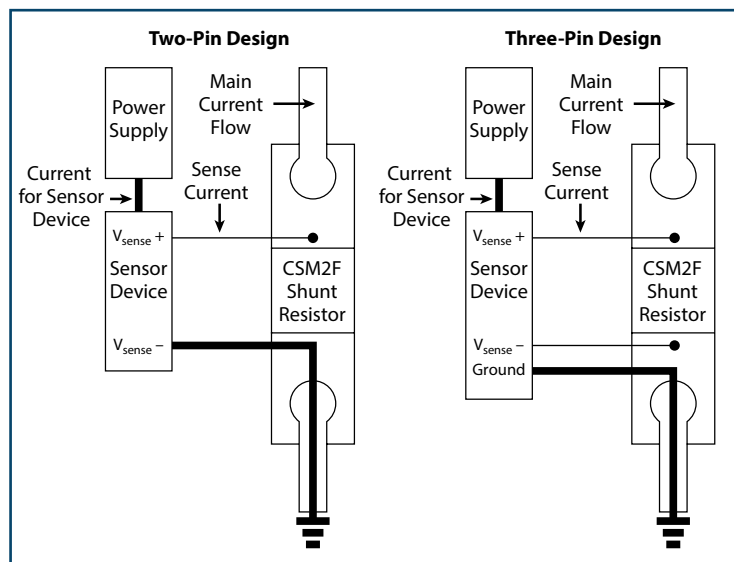 Two-Pin Design
Power
Supply
Main
Current
Flow
Current
for Sensor
Device
Sense
Current
Vsense +
Sensor
Device
Vsense −
CSM2F
Shunt
Resistor
Three-Pin Design
Power
Supply
Main
Current
Flow
Current
for Sensor
Device
Sense
Current
Vsense +
Sensor
Device
Vsense −
Ground
CSM2F
Shunt
Resistor